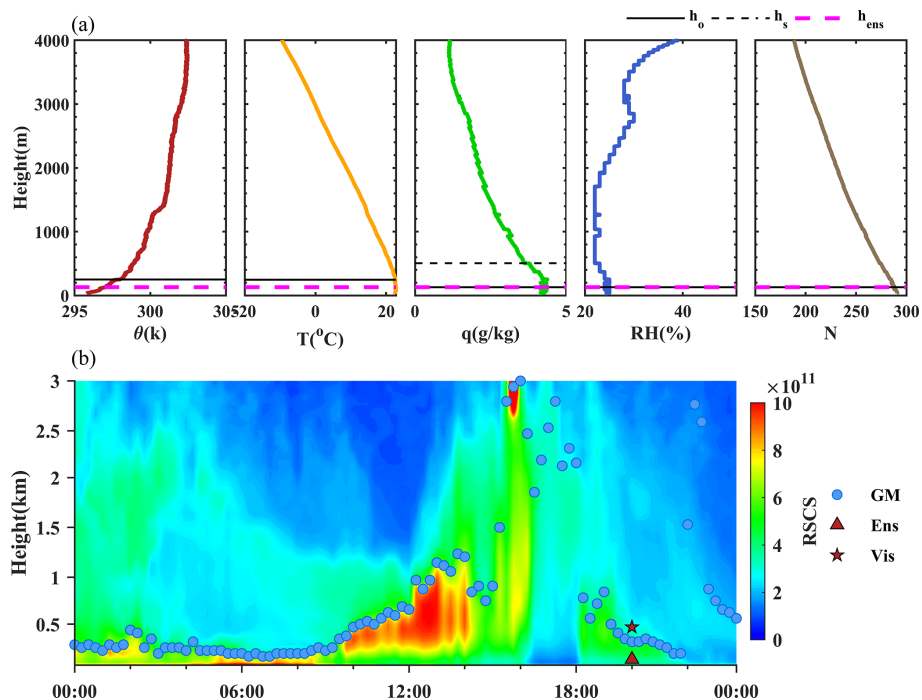 (a)
h_o h_s h_ens
4000
3000
2000
1000
0
Height(m)
295 300 305
θ(k)
-20 0 20
T(°C)
0 5
q(g/kg)
20 40
RH(%)
150 200 250 300
N
(b)
3
2.5
2
1.5
1
0.5
Height(km)
00:00 06:00 12:00 18:00 00:00
×10^11
10
8
6
4
2
0
RSCS
GM
Ens
Vis